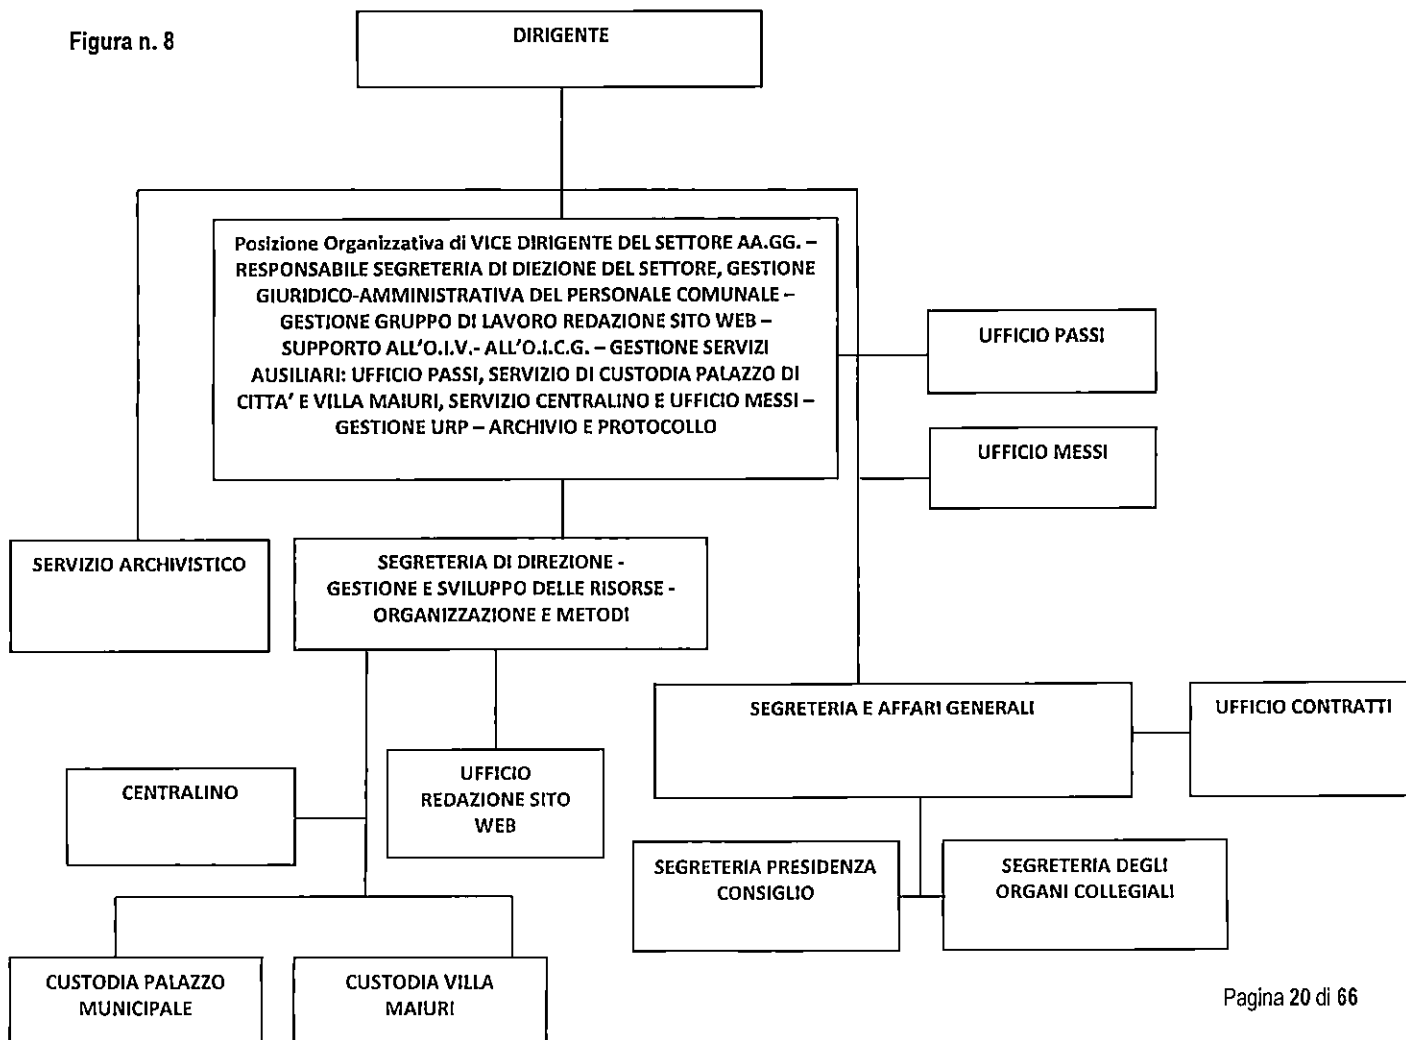 Figura n. 8
DIRIGENTE
Posizione Organizzativa di VICE DIRIGENTE DEL SETTORE AA.GG. –
RESPONSABILE SEGRETERIA DI DIEZIONE DEL SETTORE, GESTIONE
GIURIDICO-AMMINISTRATIVA DEL PERSONALE COMUNALE –
GESTIONE GRUPPO DI LAVORO REDAZIONE SITO WEB –
SUPPORTO ALL'O.I.V.- ALL'O.I.C.G. – GESTIONE SERVIZI
AUSILIARI: UFFICIO PASSI, SERVIZIO DI CUSTODIA PALAZZO DI
CITTA' E VILLA MAIURI, SERVIZIO CENTRALINO E UFFICIO MESSI –
GESTIONE URP – ARCHIVIO E PROTOCOLLO
UFFICIO PASSI
UFFICIO MESSI
SERVIZIO ARCHIVISTICO
SEGRETERIA DI DIREZIONE -
GESTIONE E SVILUPPO DELLE RISORSE -
ORGANIZZAZIONE E METODI
SEGRETERIA E AFFARI GENERALI
UFFICIO CONTRATTI
CENTRALINO
UFFICIO
REDAZIONE SITO
WEB
SEGRETERIA PRESIDENZA
CONSIGLIO
SEGRETERIA DEGLI
ORGANI COLLEGIALI
CUSTODIA PALAZZO
MUNICIPALE
CUSTODIA VILLA
MAIURI
Pagina 20 di 66